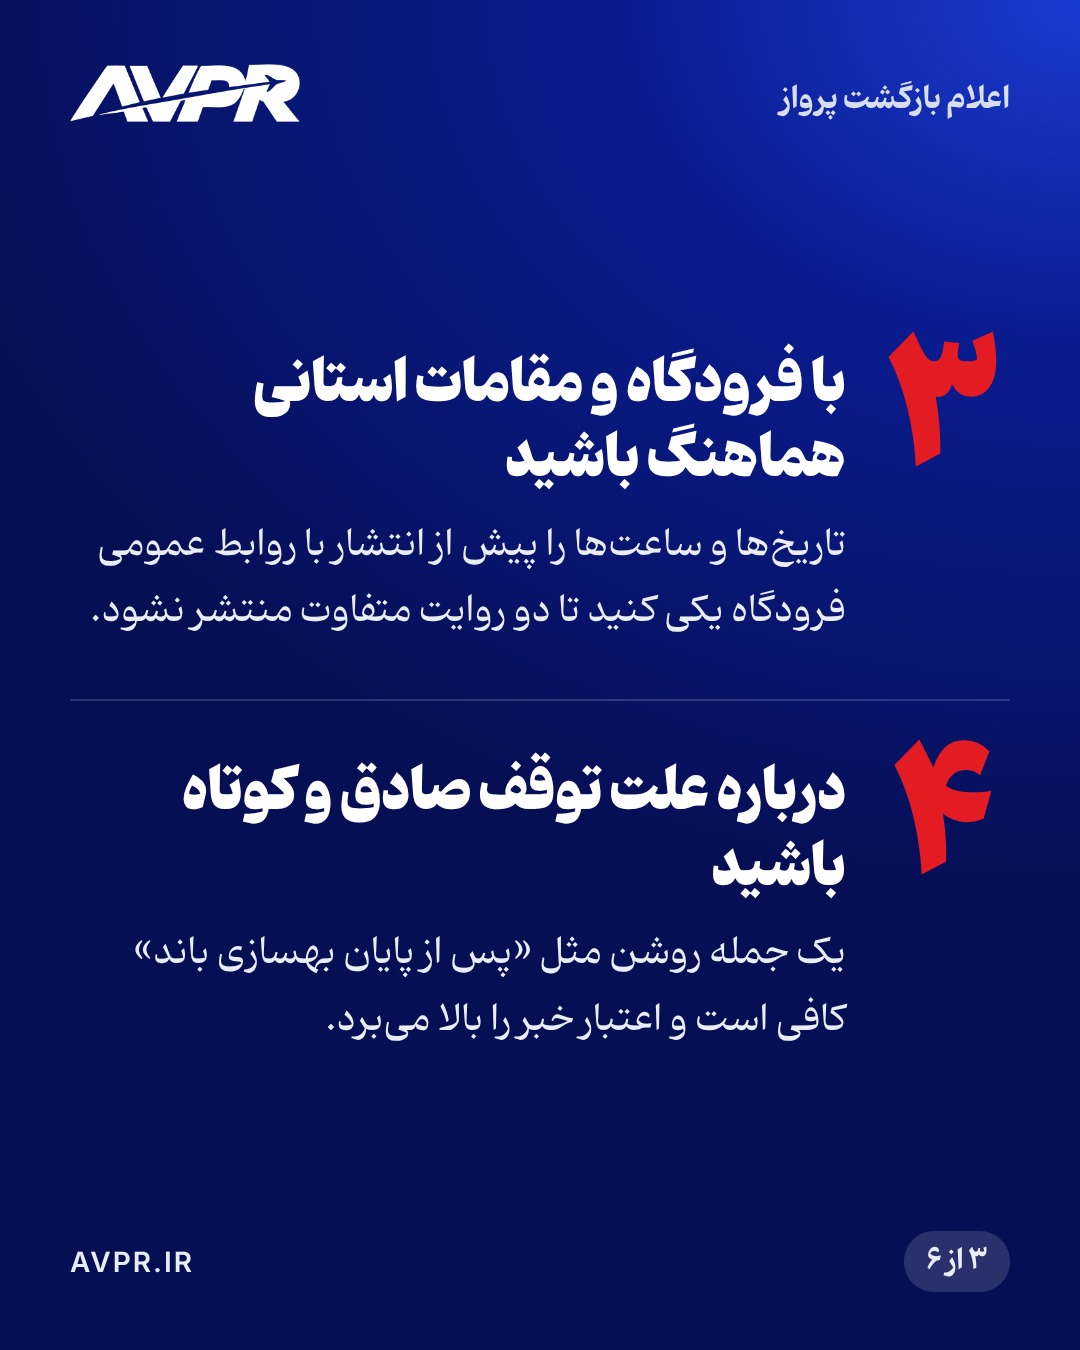 اعلام بازگشت پرواز
AVPR
۳
با فرودگاه و مقامات استانی
هماهنگ باشید
تاریخ‌ها و ساعت‌ها را پیش از انتشار با روابط عمومی
فرودگاه یکی کنید تا دو روایت متفاوت منتشر نشود.
۴
درباره علت توقف صادق و کوتاه
باشید
یک جمله روشن مثل «پس از پایان بهسازی باند»
کافی است و اعتبار خبر را بالا می‌برد.
۳ از ۶
AVPR.IR